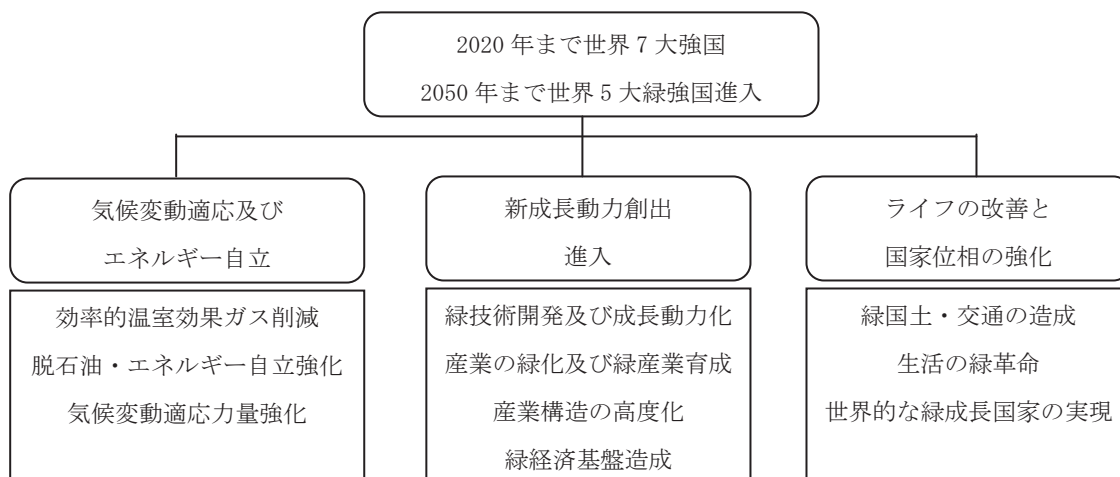 2020 年まで世界 7 大強国
2050 年まで世界 5 大緑強国進入
気候変動適応及び
エネルギー自立
新成長動力創出
進入
ライフの改善と
国家位相の強化
効率的温室効果ガス削減
脱石油・エネルギー自立強化
気候変動適応力量強化
緑技術開発及び成長動力化
産業の緑化及び緑産業育成
産業構造の高度化
緑経済基盤造成
緑国土・交通の造成
生活の緑革命
世界的な緑成長国家の実現